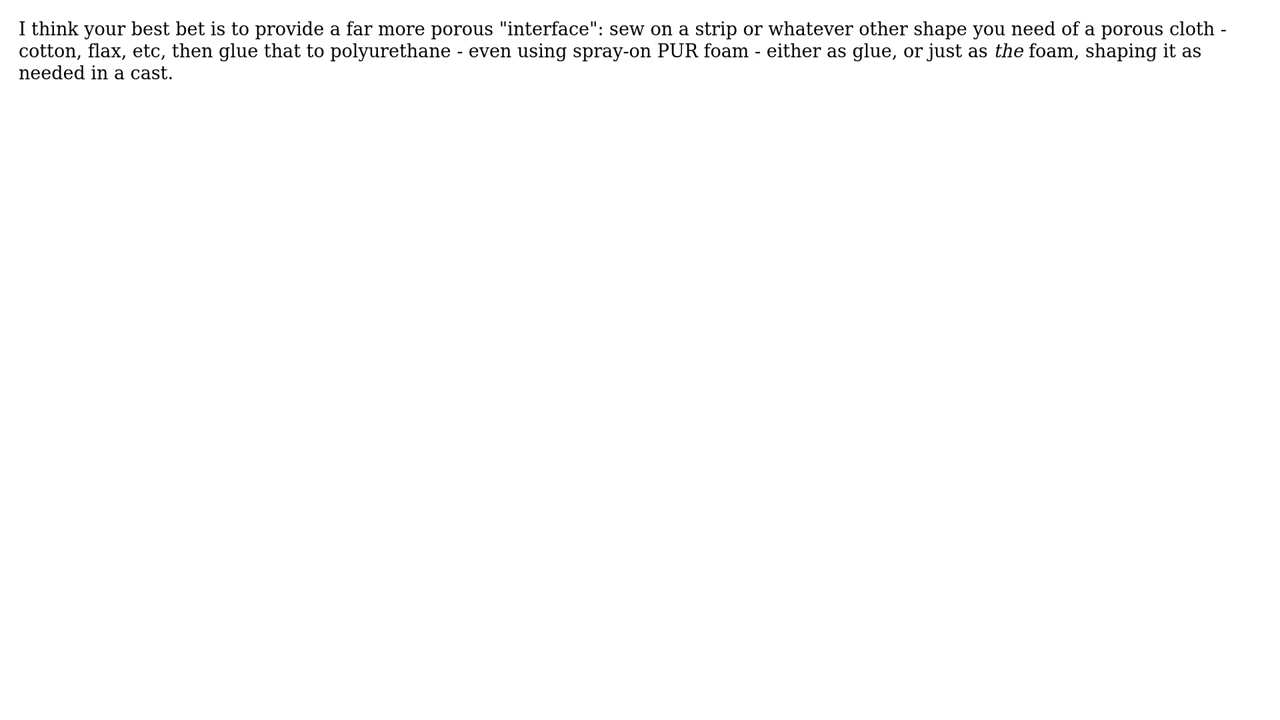 I think your best bet is to provide a far more porous "interface": sew on a strip or whatever other shape you need of a porous cloth -
cotton, flax, etc, then glue that to polyurethane - even using spray-on PUR foam - either as glue, or just as the foam, shaping it as
needed in a cast.